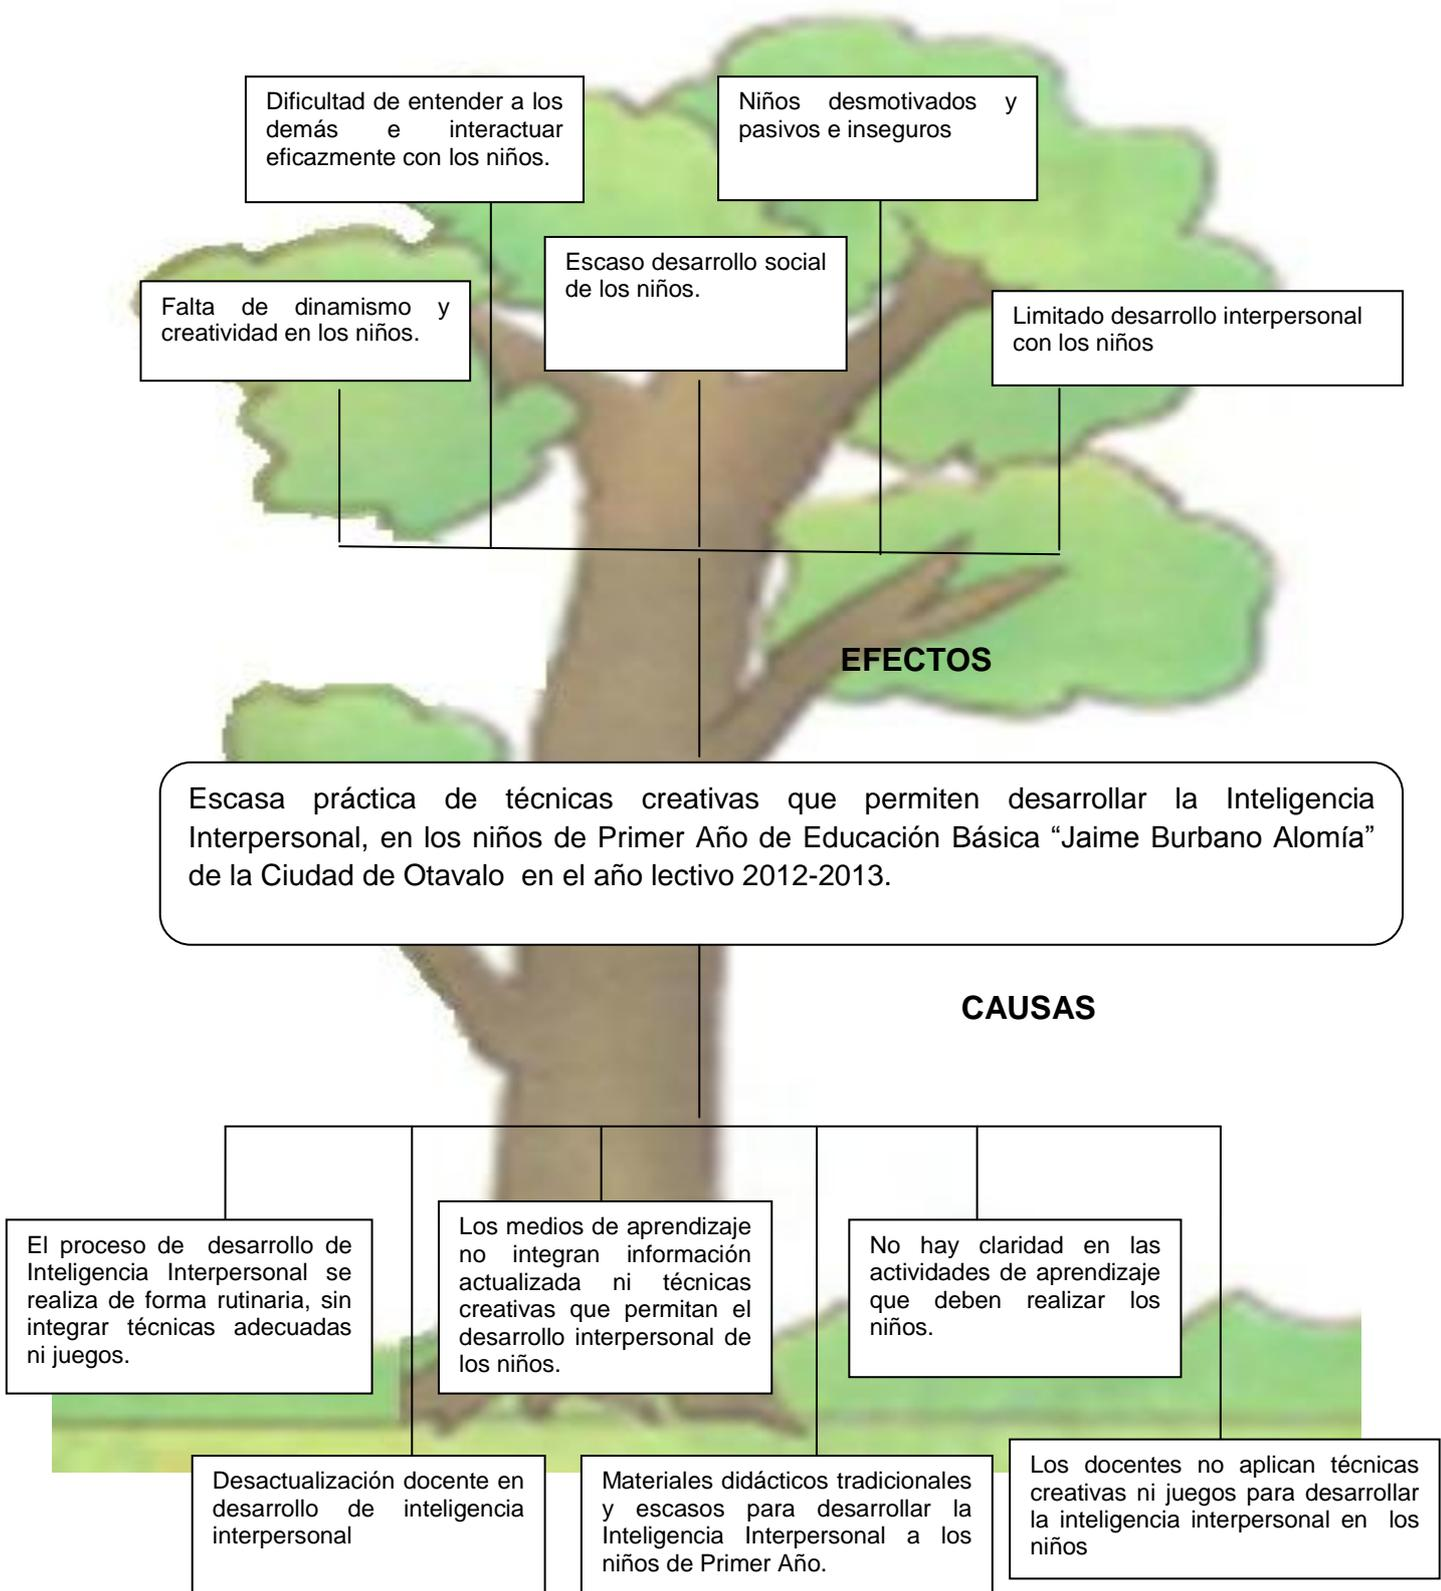 Dificultad de entender a los
demás e interactuar
eficazmente con los niños.
Niños desmotivados y
pasivos e inseguros
Escaso desarrollo social
de los niños.
Falta de dinamismo y
creatividad en los niños.
Limitado desarrollo interpersonal
con los niños
EFECTOS
Escasa práctica de técnicas creativas que permiten desarrollar la Inteligencia
Interpersonal, en los niños de Primer Año de Educación Básica “Jaime Burbano Alomía”
de la Ciudad de Otavalo en el año lectivo 2012-2013.
CAUSAS
El proceso de desarrollo de
Inteligencia Interpersonal se
realiza de forma rutinaria, sin
integrar técnicas adecuadas
ni juegos.
Los medios de aprendizaje
no integran información
actualizada ni técnicas
creativas que permitan el
desarrollo interpersonal de
los niños.
No hay claridad en las
actividades de aprendizaje
que deben realizar los
niños.
Desactualización docente en
desarrollo de inteligencia
interpersonal
Materiales didácticos tradicionales
y escasos para desarrollar la
Inteligencia Interpersonal a los
niños de Primer Año.
Los docentes no aplican técnicas
creativas ni juegos para desarrollar
la inteligencia interpersonal en los
niños